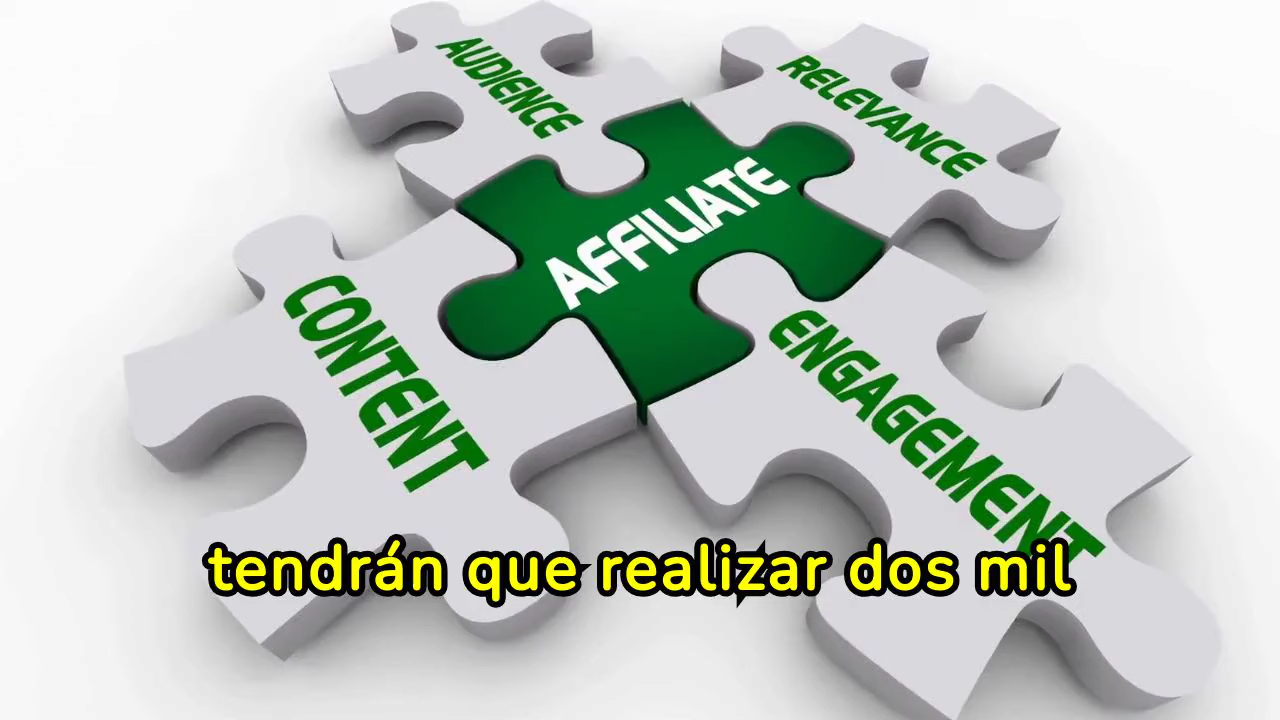 AUDIENCE
RELEVANCE
AFFILIATE
CONTENT
ENGAGEMENT
tendrán que realizar dos mil